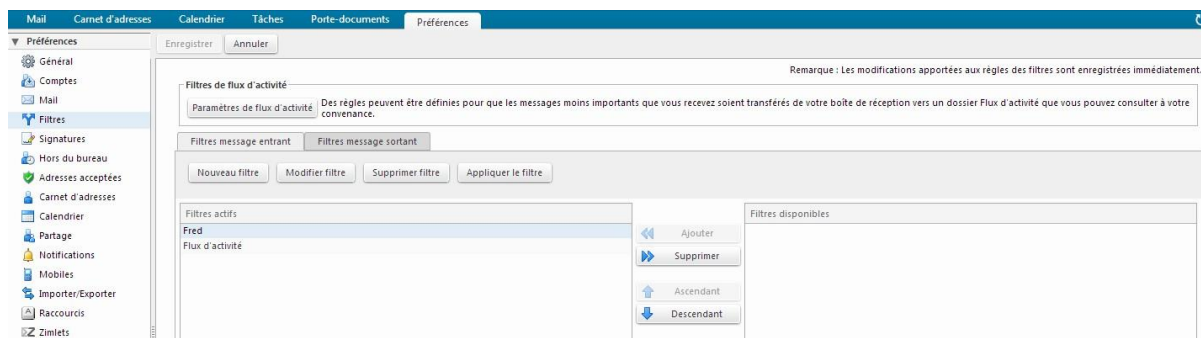 Mail Carnet d'adresses Calendrier Tâches Porte-documents Préférences
Préférences
Enregistrer Annuler
Général
Comptes
Mail
Filtres
Signatures
Hors du bureau
Adresses acceptées
Carnet d'adresses
Calendrier
Partage
Notifications
Mobiles
Importer/Exporter
Raccourcis
Zimlets
Remarque : Les modifications apportées aux règles des filtres sont enregistrées immédiatement.
Filtres de flux d'activité
Paramètres de flux d'activité
Des règles peuvent être définies pour que les messages moins importants que vous recevez soient transférés de votre boîte de réception vers un dossier Flux d'activité que vous pouvez consulter à votre
convenance.
Filtres message entrant Filtres message sortant
Nouveau filtre Modifier filtre Supprimer filtre Appliquer le filtre
Filtres actifs
Fred
Flux d'activité
Ajouter
Supprimer
Ascendant
Descendant
Filtres disponibles